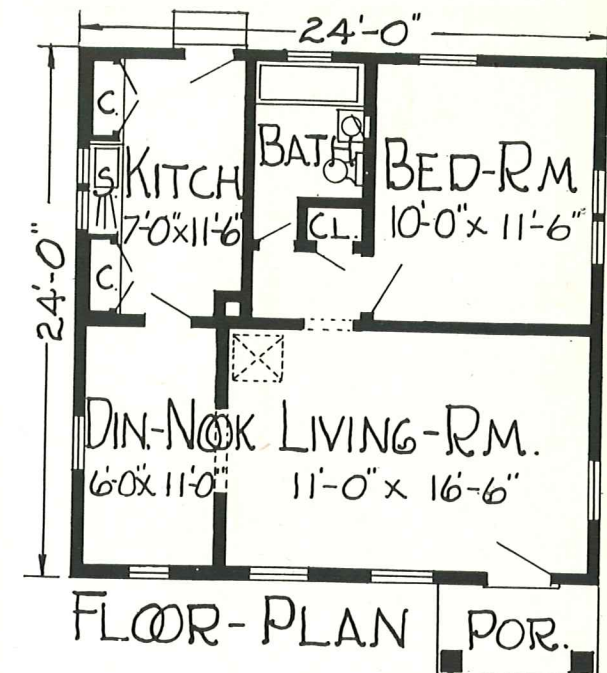 24'-0"
24'-0"
C.
S
C.
KITCH
7'-0"x11'-6"
BATH
CL.
BED-RM
10'-0" x 11'-6"
DIN.-NOOK
6'-0"x 11'-0"
LIVING-RM.
11'-0" x 16'-6"
FLOOR-PLAN
POR.